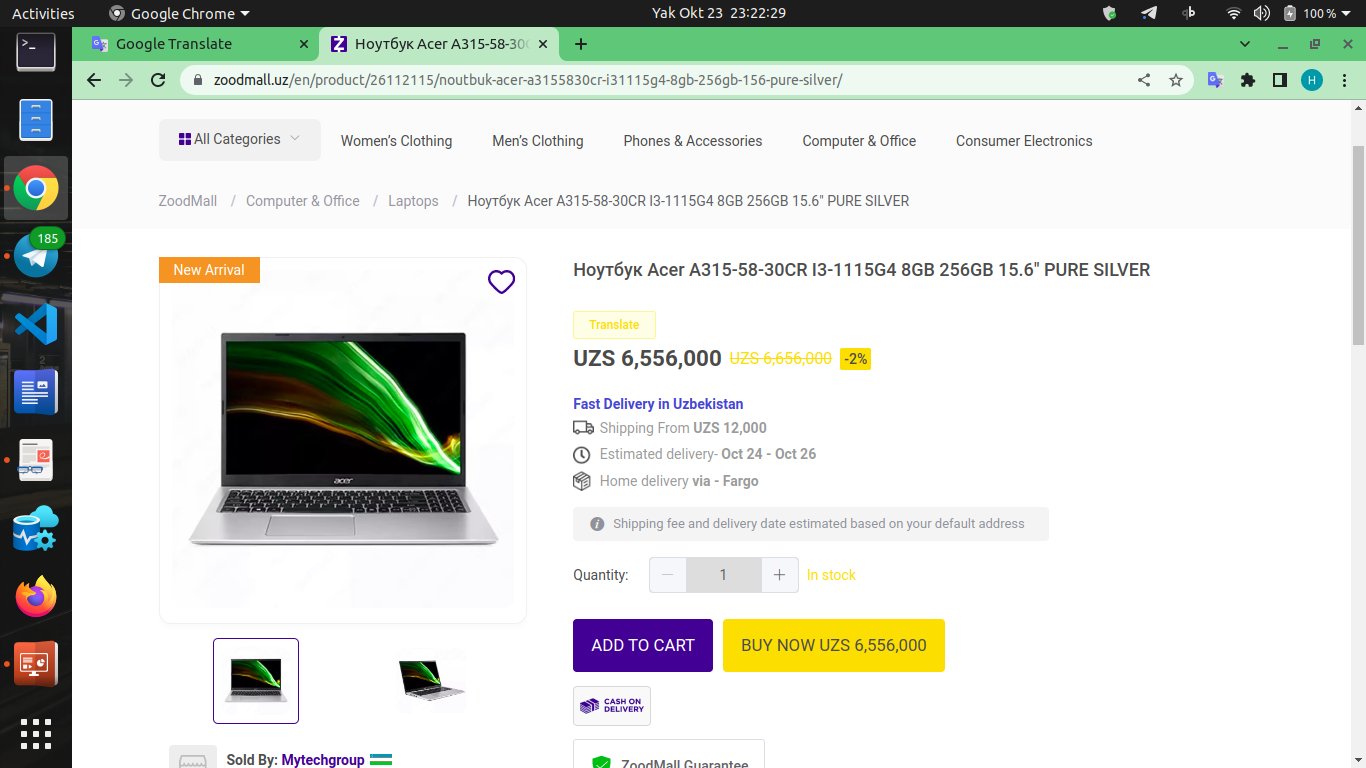 Activities
Google Chrome
Yak Okt 23 23:22:29
100 %
Google Translate
Ноутбук Acer A315-58-30
zoodmall.uz/en/product/26112115/noutbuk-acer-a3155830cr-i31115g4-8gb-256gb-156-pure-silver/
H
185
All Categories
Women's Clothing
Men's Clothing
Phones & Accessories
Computer & Office
Consumer Electronics
ZoodMall / Computer & Office / Laptops / Ноутбук Acer A315-58-30CR I3-1115G4 8GB 256GB 15.6" PURE SILVER
New Arrival
acer
Ноутбук Acer A315-58-30CR I3-1115G4 8GB 256GB 15.6" PURE SILVER
Translate
UZS 6,556,000 UZS 6,656,000 -2%
Fast Delivery in Uzbekistan
Shipping From UZS 12,000
Estimated delivery- Oct 24 - Oct 26
Home delivery via - Fargo
Shipping fee and delivery date estimated based on your default address
Quantity: 1 In stock
ADD TO CART
BUY NOW UZS 6,556,000
CASH ON
DELIVERY
Sold By: Mytechgroup
ZoodMall Guarantee